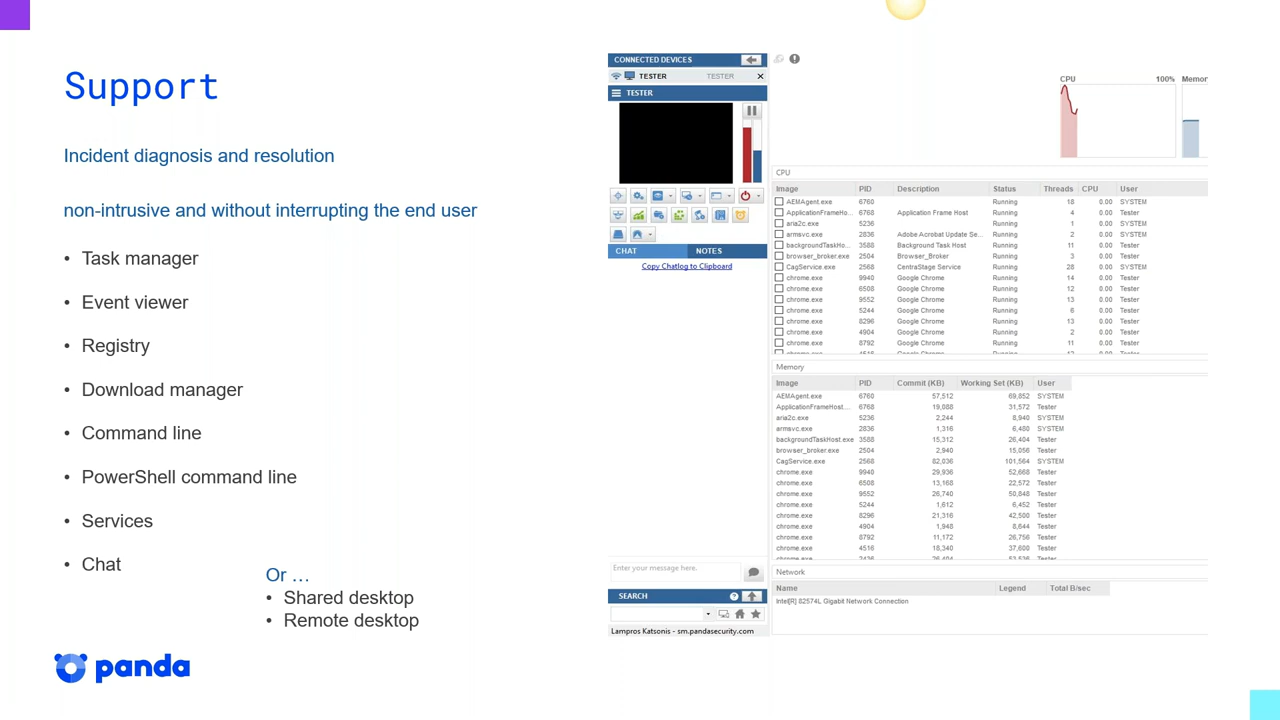 Support
Incident diagnosis and resolution
non-intrusive and without interrupting the end user
• Task manager
• Event viewer
• Registry
• Download manager
• Command line
• PowerShell command line
• Services
• Chat
Or …
• Shared desktop
• Remote desktop
panda
CONNECTED DEVICES
TESTER TESTER
TESTER
CHAT NOTES
Copy Chatlog to Clipboard
Enter your message here.
SEARCH
Lampros Katsonis - sm.pandasecurity.com
CPU 100% Memor
CPU
Image PID Description Status Threads CPU User
AEMAgent.exe 6760 Running 18 0.00 SYSTEM
ApplicationFrameHo... 6768 Application Frame Host Running 4 0.00 Tester
aria2c.exe 5236 Running 1 0.00 SYSTEM
armsvc.exe 2836 Adobe Acrobat Update Se... Running 2 0.00 SYSTEM
backgroundTaskHo... 3588 Background Task Host Running 11 0.00 Tester
browser_broker.exe 2504 Browser_Broker Running 3 0.00 Tester
CagService.exe 2568 CentraStage Service Running 28 0.00 SYSTEM
chrome.exe 9940 Google Chrome Running 14 0.00 Tester
chrome.exe 6508 Google Chrome Running 12 0.00 Tester
chrome.exe 9552 Google Chrome Running 13 0.00 Tester
chrome.exe 5244 Google Chrome Running 6 0.00 Tester
chrome.exe 8296 Google Chrome Running 13 0.00 Tester
chrome.exe 4904 Google Chrome Running 2 0.00 Tester
chrome.exe 8792 Google Chrome Running 11 0.00 Tester
Memory
Image PID Commit (KB) Working Set (KB) User
AEMAgent.exe 6760 57,512 69,852 SYSTEM
ApplicationFrameHost.... 6768 19,088 31,572 Tester
aria2c.exe 5236 2,244 8,940 SYSTEM
armsvc.exe 2836 1,316 6,480 SYSTEM
backgroundTaskHost.exe 3588 15,312 26,404 Tester
browser_broker.exe 2504 2,940 15,056 Tester
CagService.exe 2568 82,036 101,564 SYSTEM
chrome.exe 9940 29,936 52,668 Tester
chrome.exe 6508 13,168 22,572 Tester
chrome.exe 9552 26,740 50,848 Tester
chrome.exe 5244 1,612 6,452 Tester
chrome.exe 8296 21,316 42,500 Tester
chrome.exe 4904 1,948 8,644 Tester
chrome.exe 8792 11,172 26,756 Tester
chrome.exe 4516 18,340 37,600 Tester
Network
Name Legend Total B/sec
Intel[R] 82574L Gigabit Network Connection